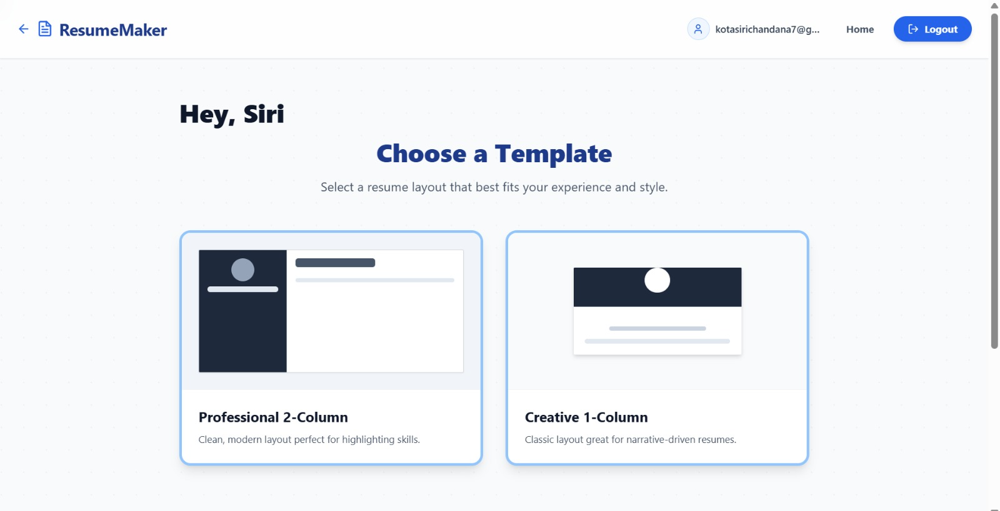 ResumeMaker
kotasirichandana7@g...
Home
Logout
Hey, Siri
Choose a Template
Select a resume layout that best fits your experience and style.
Professional 2-Column
Clean, modern layout perfect for highlighting skills.
Creative 1-Column
Classic layout great for narrative-driven resumes.